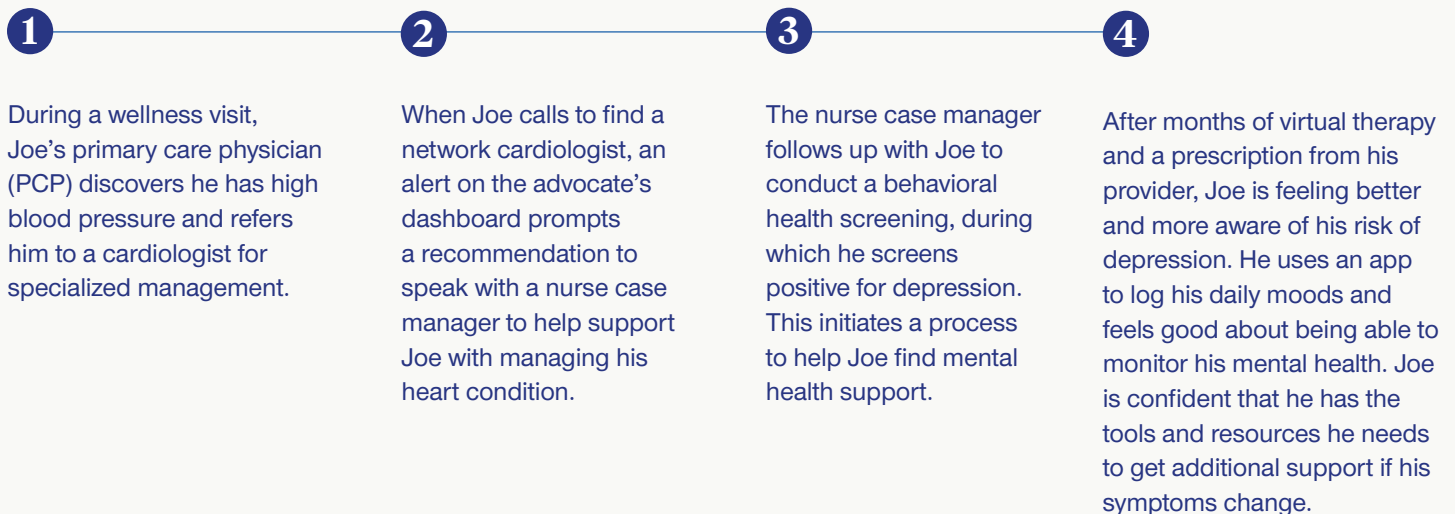 1
During a wellness visit,
Joe's primary care physician
(PCP) discovers he has high
blood pressure and refers
him to a cardiologist for
specialized management.
2
When Joe calls to find a
network cardiologist, an
alert on the advocate's
dashboard prompts
a recommendation to
speak with a nurse case
manager to help support
Joe with managing his
heart condition.
3
The nurse case manager
follows up with Joe to
conduct a behavioral
health screening, during
which he screens
positive for depression.
This initiates a process
to help Joe find mental
health support.
4
After months of virtual therapy
and a prescription from his
provider, Joe is feeling better
and more aware of his risk of
depression. He uses an app
to log his daily moods and
feels good about being able to
monitor his mental health. Joe
is confident that he has the
tools and resources he needs
to get additional support if his
symptoms change.